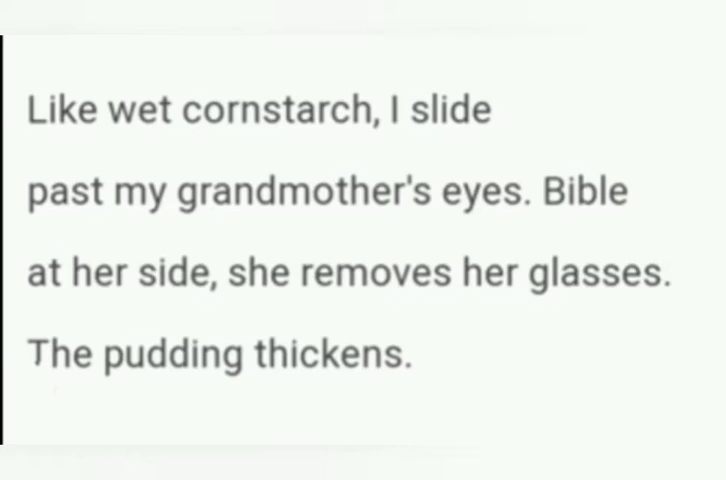 Like wet cornstarch, I slide
past my grandmother's eyes. Bible
at her side, she removes her glasses.
The pudding thickens.